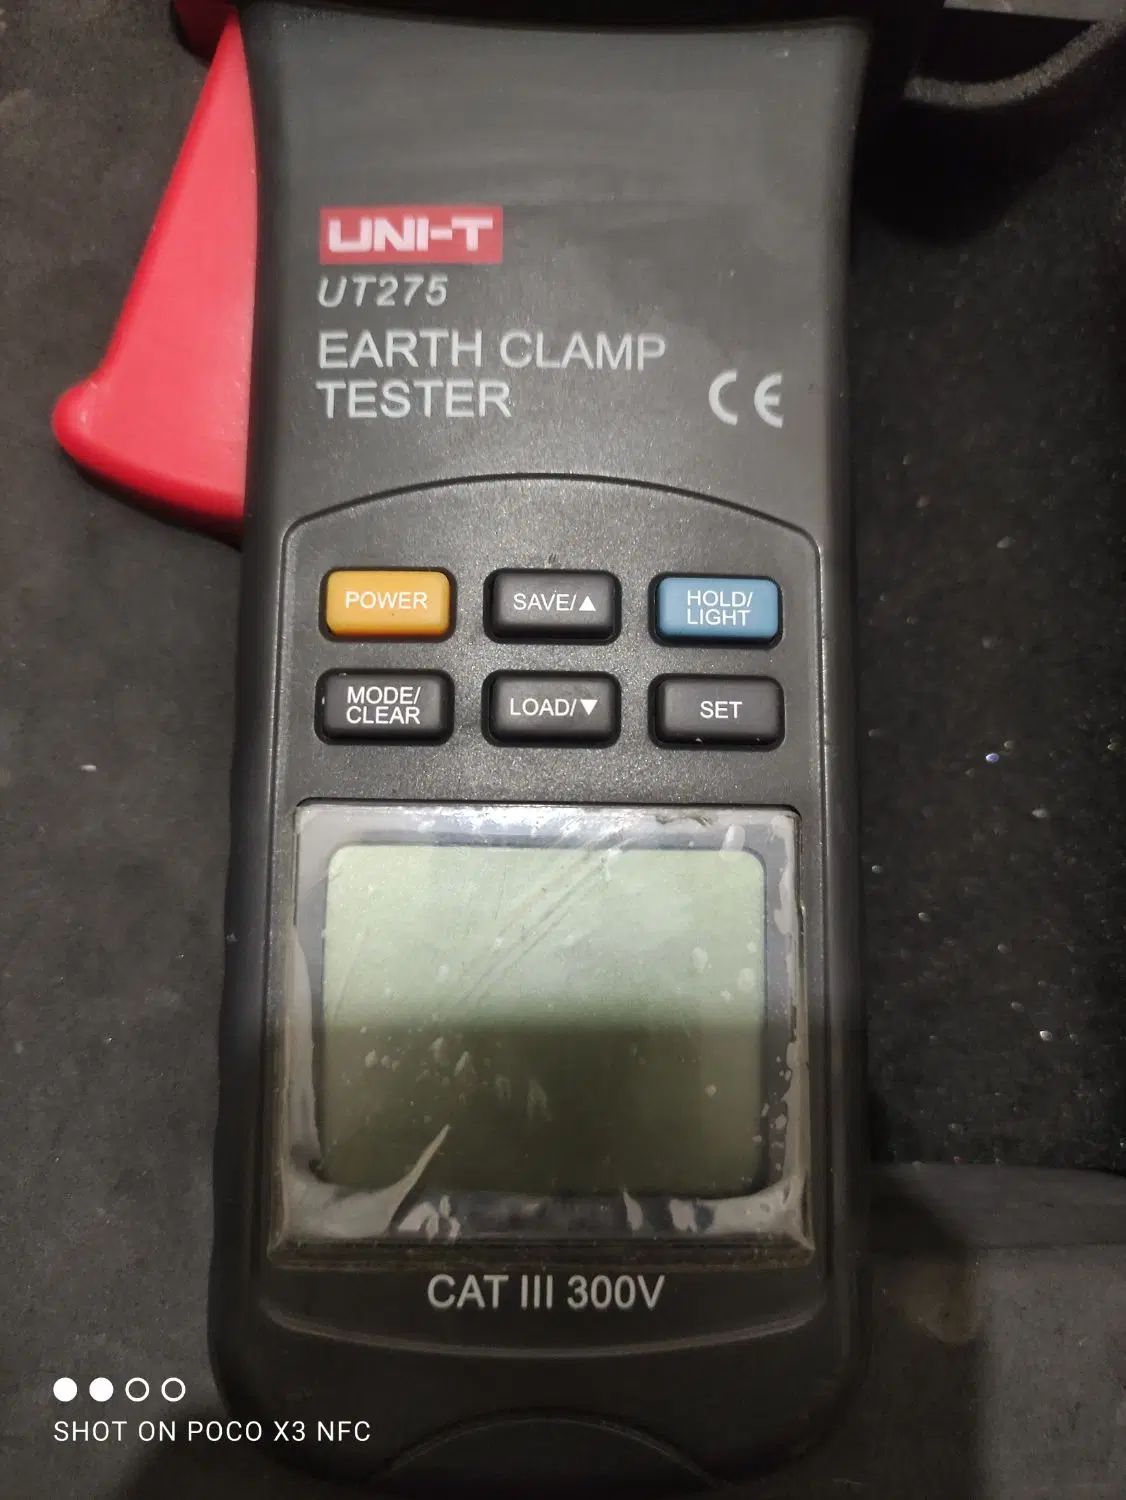 UNI-T
UT275
EARTH CLAMP
TESTER
CE
POWER
SAVE/▲
HOLD/
LIGHT
MODE/
CLEAR
LOAD/▼
SET
CAT III 300V
SHOT ON POCO X3 NFC